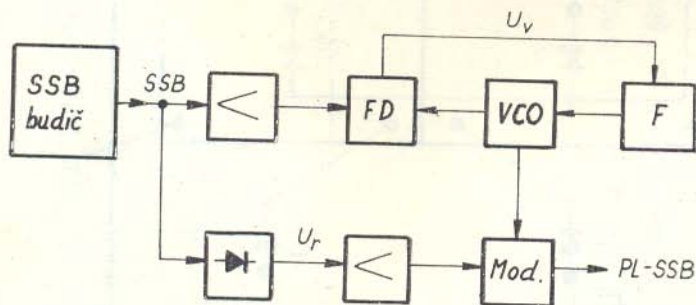 SSB
budič
SSB
FD
U_v
VCO
F
U_r
Mod.
PL-SSB